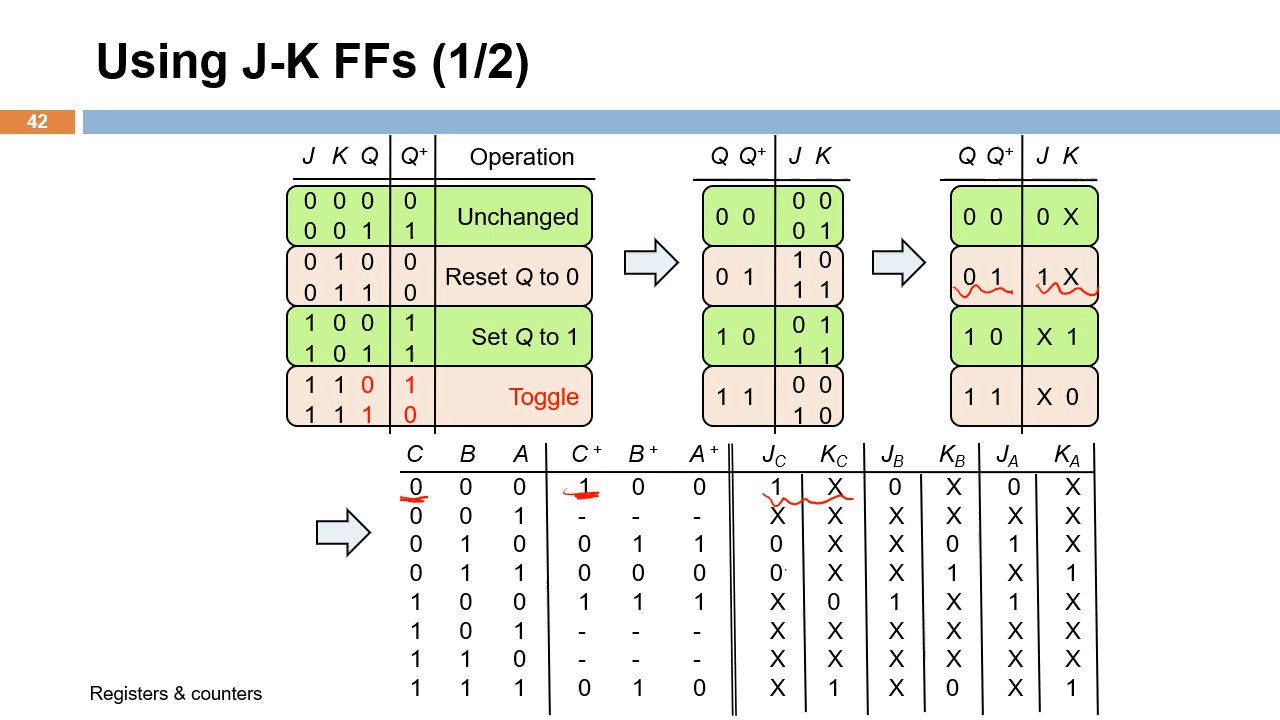 Using J-K FFs (1/2)
42
J K Q Q+ Operation
0 0 0 0 Unchanged
0 0 1 1
0 1 0 0 Reset Q to 0
0 1 1 0
1 0 0 1 Set Q to 1
1 0 1 1
1 1 0 1 Toggle
1 1 1 0
Q Q+ J K
0 0 0 0
0 1
0 1 1 0
1 1
1 0 0 1
1 1
1 1 0 0
1 0
Q Q+ J K
0 0 0 X
0 1 1 X
1 0 X 1
1 1 X 0
C B A C+ B+ A+ JC KC JB KB JA KA
0 0 0 1 0 0 1 X 0 X 0 X
0 0 1 - - - X X X X X X
0 1 0 0 1 1 0 X X 0 1 X
0 1 1 0 0 0 0 X X 1 X 1
1 0 0 1 1 1 X 0 1 X 1 X
1 0 1 - - - X X X X X X
1 1 0 - - - X X X X X X
1 1 1 0 1 0 X 1 X 0 X 1
Registers & counters